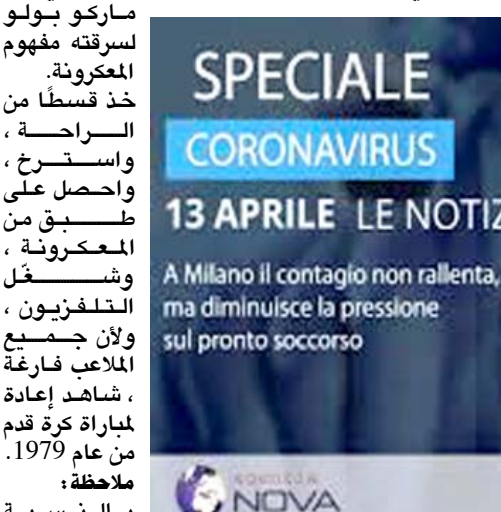 ماركو بولو
لسرقته مفهوم
المعكرونة.
خذ قسطًا من
الراحة ،
واسترخ ،
واحصل على
طبق من
المعكرونة ،
وشغّل
التلفزيون ،
ولأن جميع
الملاعب فارغة
، شاهد إعادة
لمباراة كرة قدم
من عام 1979.
ملاحظة:
SPECIALE
CORONAVIRUS
13 APRILE LE NOTIZ
A Milano il contagio non rallenta,
ma diminuisce la pressione
sul pronto soccorso
NOVA